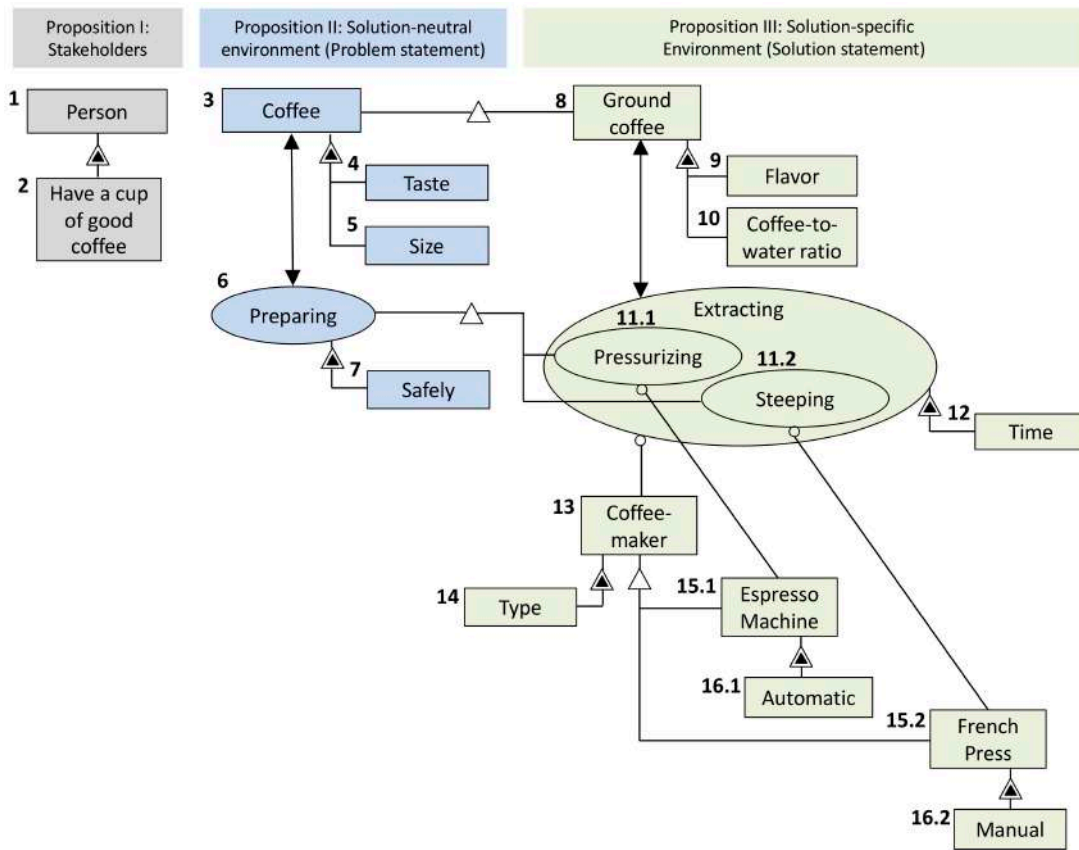 Proposition I:
Stakeholders
Proposition II: Solution-neutral
environment (Problem statement)
Proposition III: Solution-specific
Environment (Solution statement)
1
Person
2
Have a cup
of good
coffee
3
Coffee
4
Taste
5
Size
6
Preparing
7
Safely
8
Ground
coffee
9
Flavor
10
Coffee-to-
water ratio
Extracting
11.1
Pressurizing
11.2
Steeping
12
Time
13
Coffee-
maker
14
Type
15.1
Espresso
Machine
16.1
Automatic
15.2
French
Press
16.2
Manual